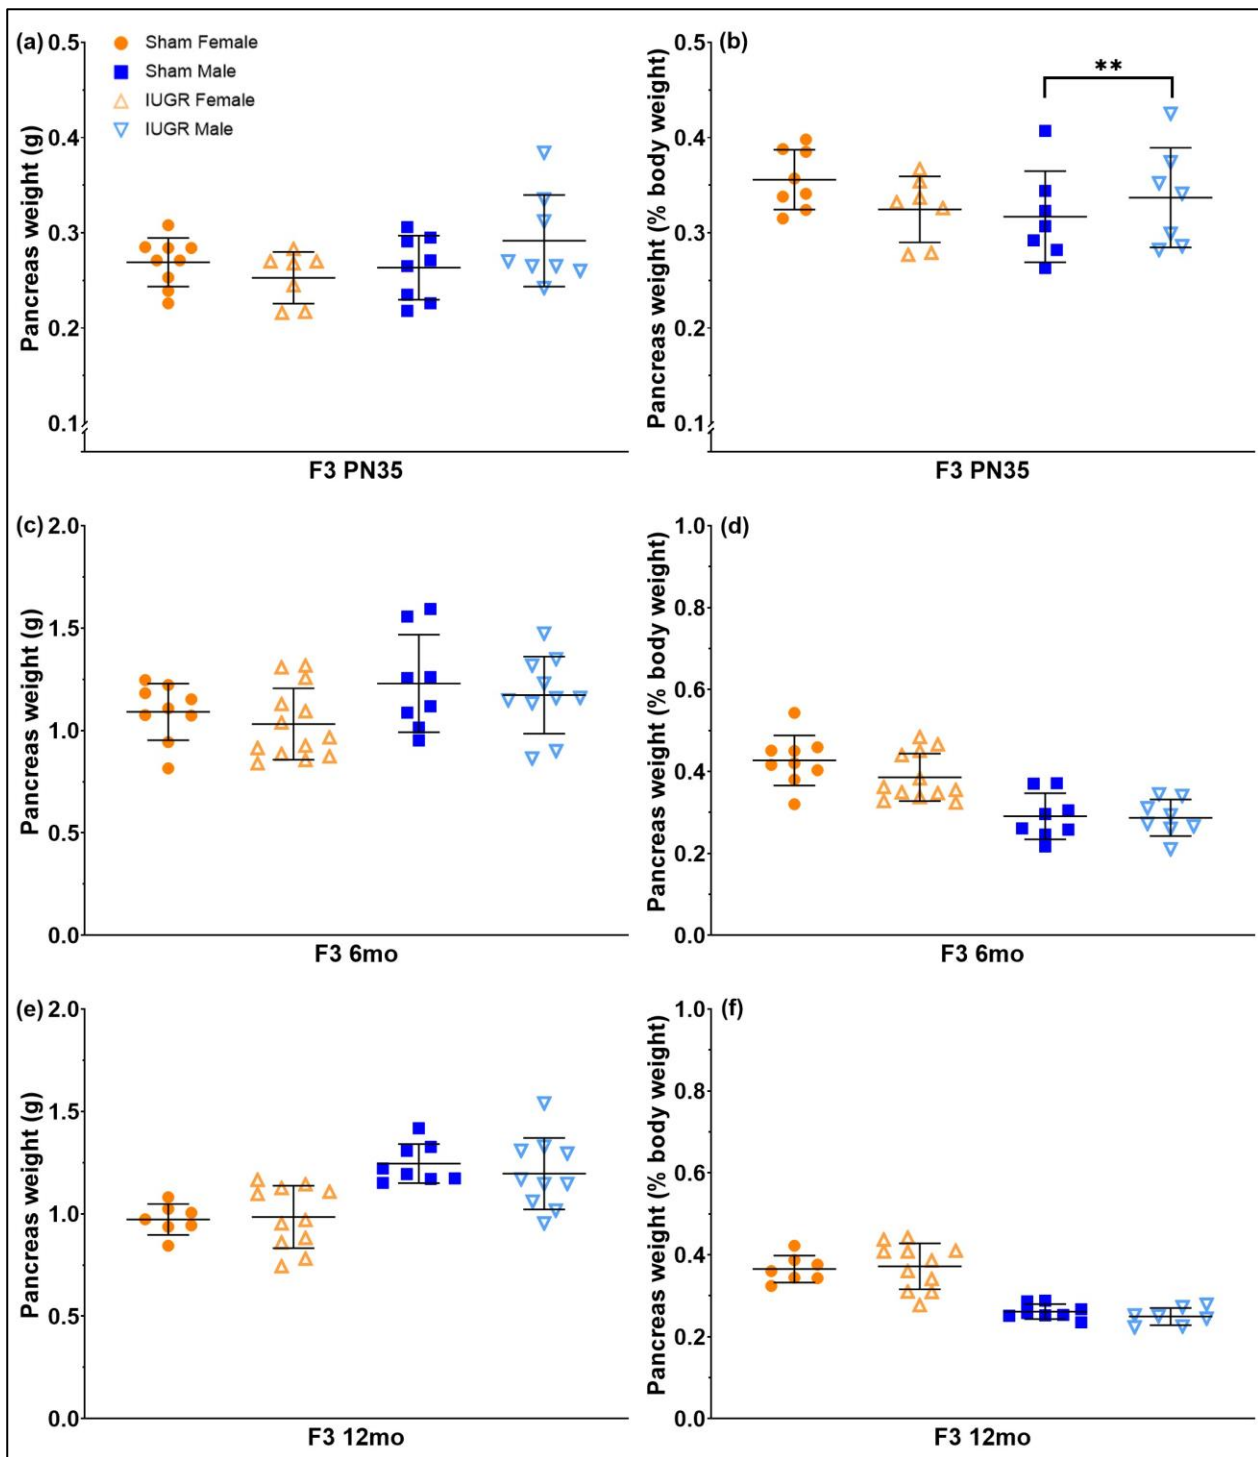 (a)
Sham Female
Sham Male
IUGR Female
IUGR Male
Pancreas weight (g)
0.5
0.4
0.3
0.2
0.1
F3 PN35
(b)
**
Pancreas weight (% body weight)
0.5
0.4
0.3
0.2
0.1
F3 PN35
(c)
Pancreas weight (g)
2.0
1.5
1.0
0.5
0.0
F3 6mo
(d)
Pancreas weight (% body weight)
1.0
0.8
0.6
0.4
0.2
0.0
F3 6mo
(e)
Pancreas weight (g)
2.0
1.5
1.0
0.5
0.0
F3 12mo
(f)
Pancreas weight (% body weight)
1.0
0.8
0.6
0.4
0.2
0.0
F3 12mo